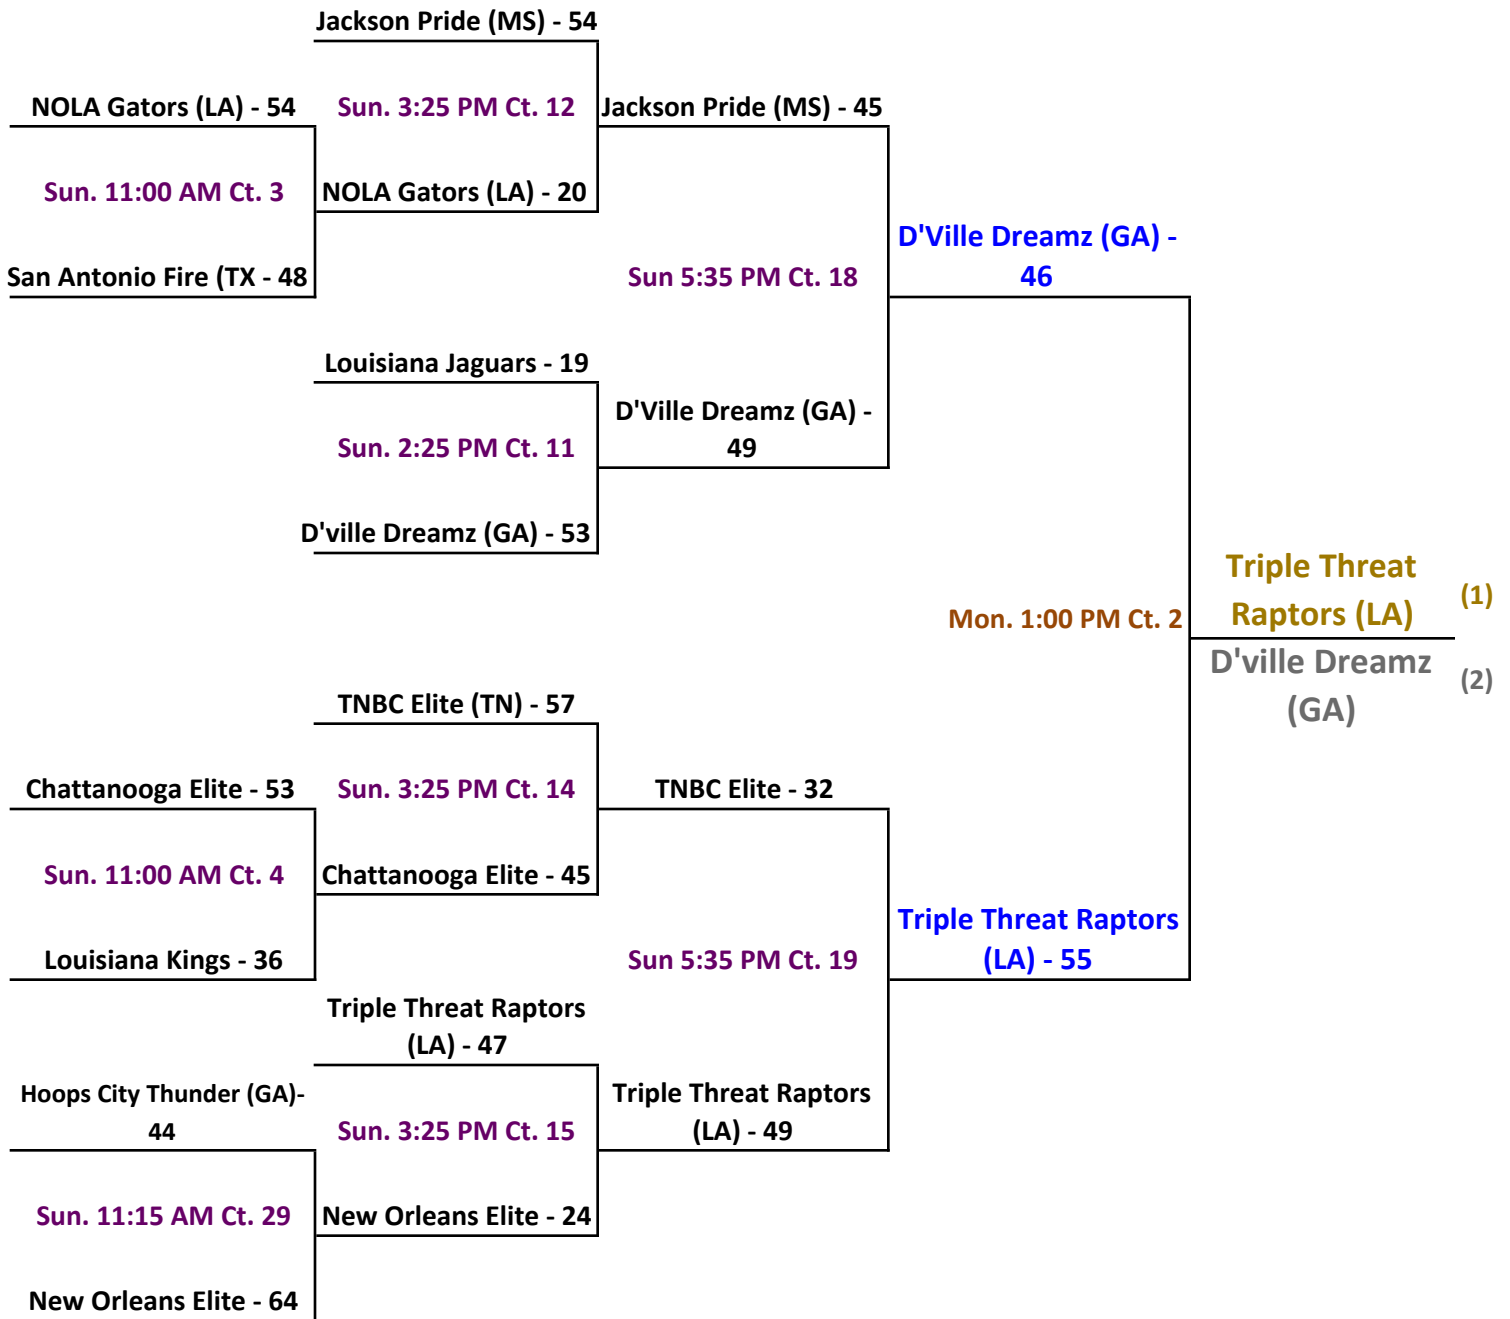 Jackson Pride (MS) - 54
NOLA Gators (LA) - 54
Sun. 3:25 PM Ct. 12
Jackson Pride (MS) - 45
Sun. 11:00 AM Ct. 3
NOLA Gators (LA) - 20
D'Ville Dreamz (GA) -
46
San Antonio Fire (TX - 48
Sun 5:35 PM Ct. 18
Louisiana Jaguars - 19
D'Ville Dreamz (GA) -
49
Sun. 2:25 PM Ct. 11
D'ville Dreamz (GA) - 53
Triple Threat
Raptors (LA)
(1)
Mon. 1:00 PM Ct. 2
D'ville Dreamz
(GA)
(2)
TNBC Elite (TN) - 57
Chattanooga Elite - 53
Sun. 3:25 PM Ct. 14
TNBC Elite - 32
Sun. 11:00 AM Ct. 4
Chattanooga Elite - 45
Triple Threat Raptors
(LA) - 55
Louisiana Kings - 36
Sun 5:35 PM Ct. 19
Triple Threat Raptors
(LA) - 47
Hoops City Thunder (GA)-
44
Triple Threat Raptors
(LA) - 49
Sun. 3:25 PM Ct. 15
Sun. 11:15 AM Ct. 29
New Orleans Elite - 24
New Orleans Elite - 64